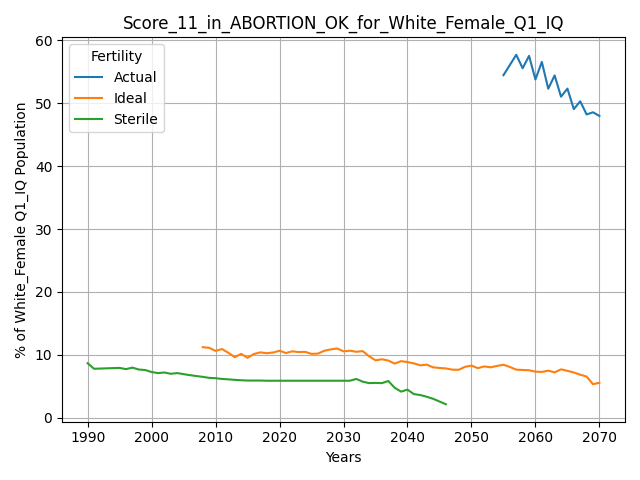 Score_11_in_ABORTION_OK_for_White_Female_Q1_IQ
% of White_Female Q1_IQ Population
60
50
40
30
20
10
0
Fertility
Actual
Ideal
Sterile
1990 2000 2010 2020 2030 2040 2050 2060 2070
Years